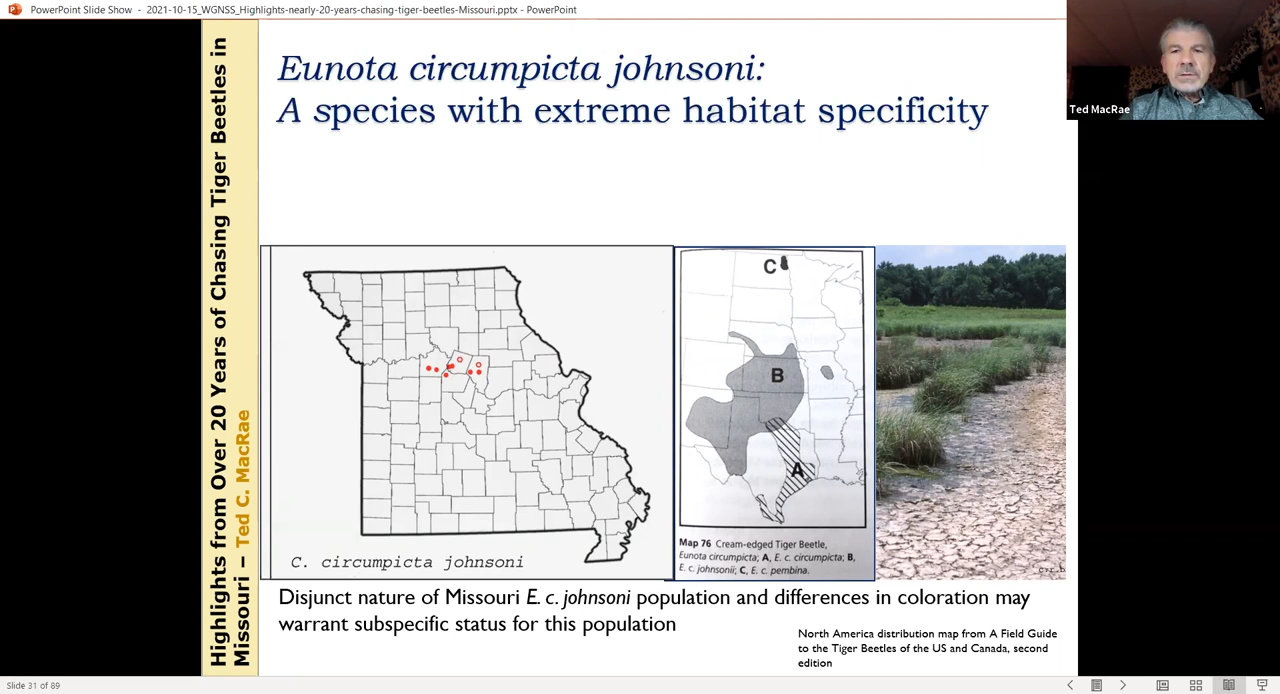 PowerPoint Slide Show - 2021-10-15_WGNSS_Highlights-nearly-20-years-chasing-tiger-beetles-Missouri.pptx - PowerPoint
Ted MacRae
Highlights from Over 20 Years of Chasing Tiger Beetles in
Missouri – Ted C. MacRae
Eunota circumpicta johnsoni:
A species with extreme habitat specificity
C. circumpicta johnsoni
C
B
A
Map 76 Cream-edged Tiger Beetle,
Eunota circumpicta; A, E. c. circumpicta; B,
E. c. johnsonii; C, E. c. pembina.
Disjunct nature of Missouri E. c. johnsoni population and differences in coloration may
warrant subspecific status for this population
North America distribution map from A Field Guide
to the Tiger Beetles of the US and Canada, second
edition
Slide 31 of 89